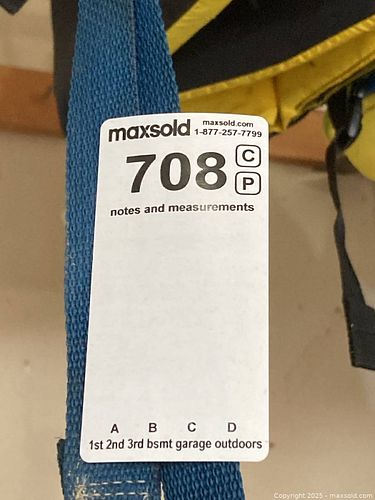 maxsold maxsold.com
1-877-257-7799
708 C
P
notes and measurements
A B C D
1st 2nd 3rd bsmt garage outdoors
Copyright 2025 - maxsold.com